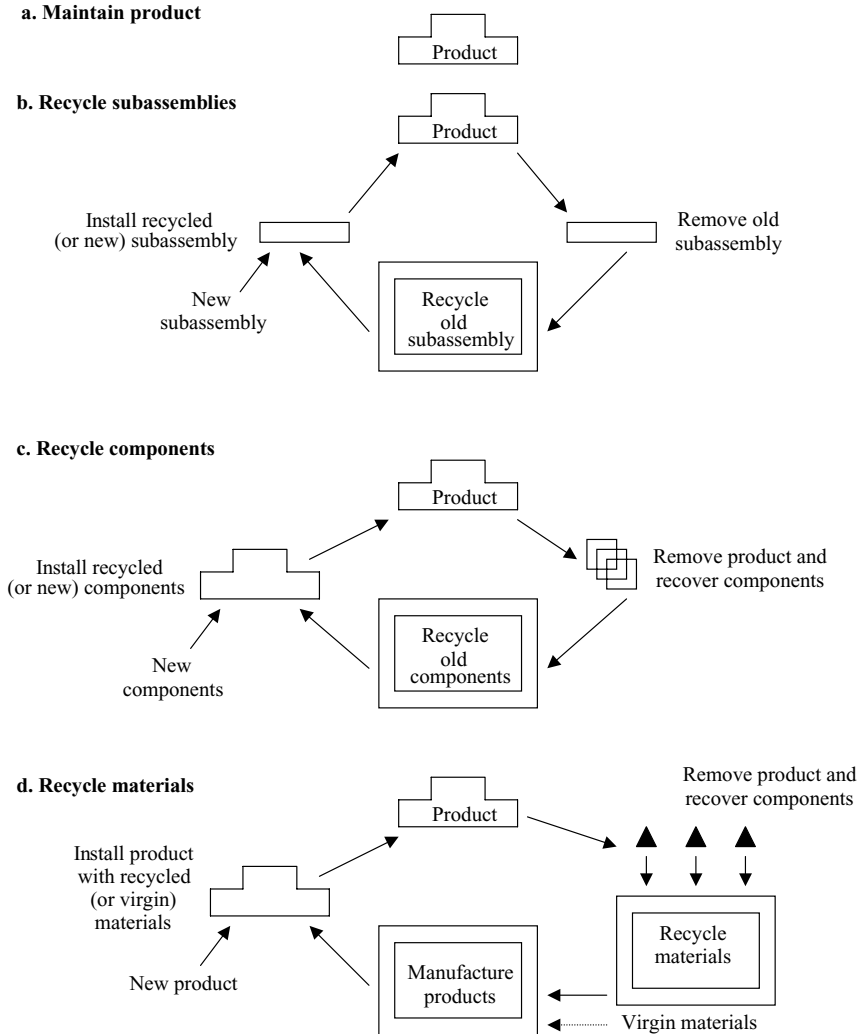 a. Maintain product
Product
b. Recycle subassemblies
Product
Install recycled
(or new) subassembly
Remove old
subassembly
New
subassembly
Recycle
old
subassembly
c. Recycle components
Product
Install recycled
(or new) components
Remove product and
recover components
New
components
Recycle
old
components
d. Recycle materials
Remove product and
recover components
Product
Install product
with recycled
(or virgin)
materials
Recycle
materials
New product
Manufacture
products
Virgin materials